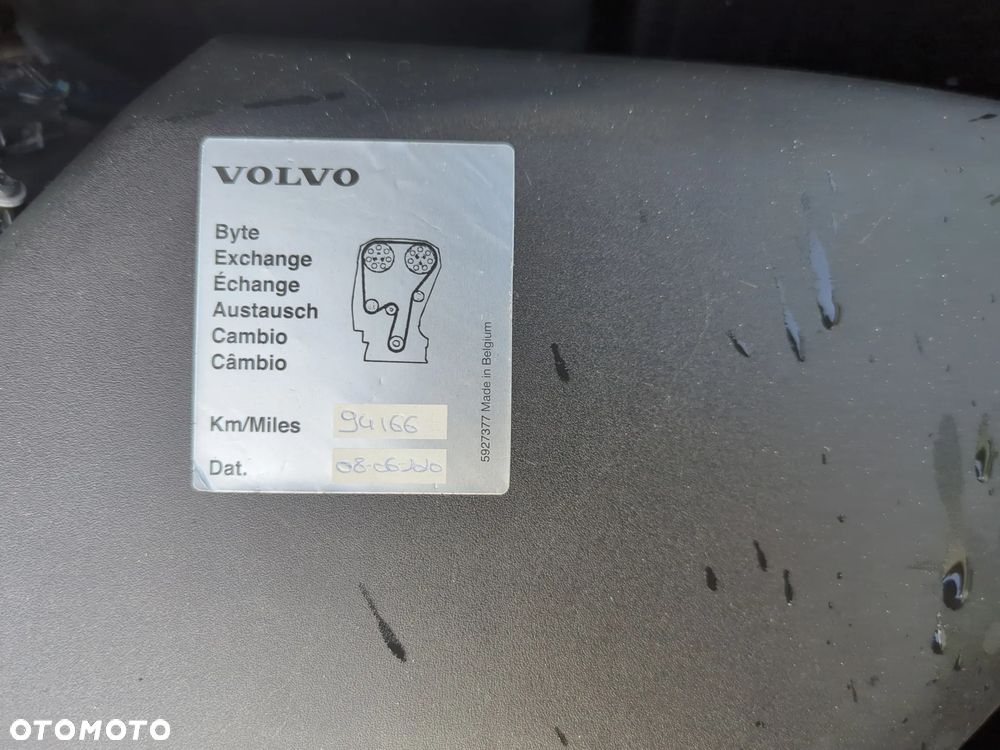 VOLVO
Byte
Exchange
Échange
Austausch
Cambio
Câmbio
Km/Miles 94166
Dat. 08-06-2020
5927377 Made in Belgium
OTOMOTO